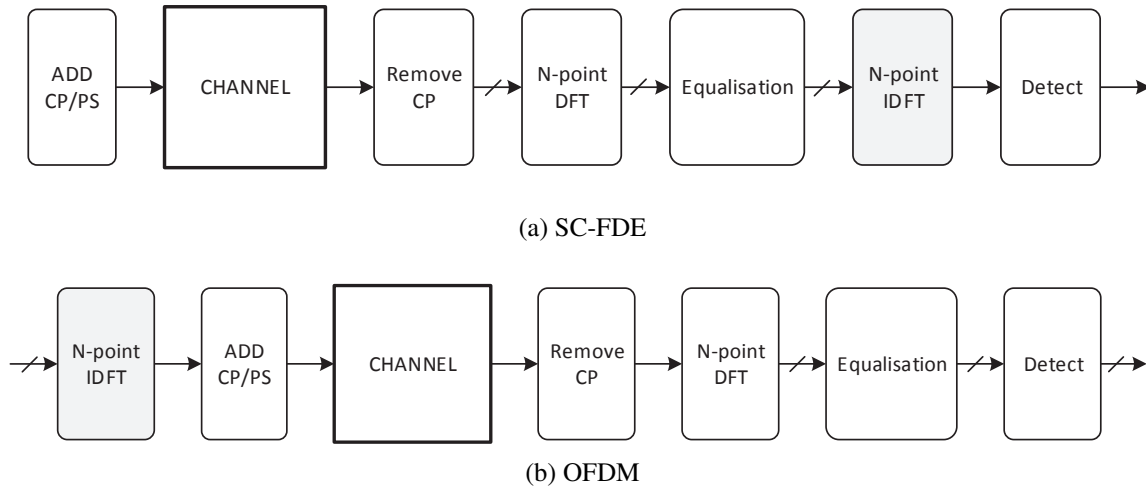 ADD
CP/PS
CHANNEL
Remove
CP
N-point
DFT
Equalisation
N-point
IDFT
Detect
(a) SC-FDE
N-point
IDFT
ADD
CP/PS
CHANNEL
Remove
CP
N-point
DFT
Equalisation
Detect
(b) OFDM